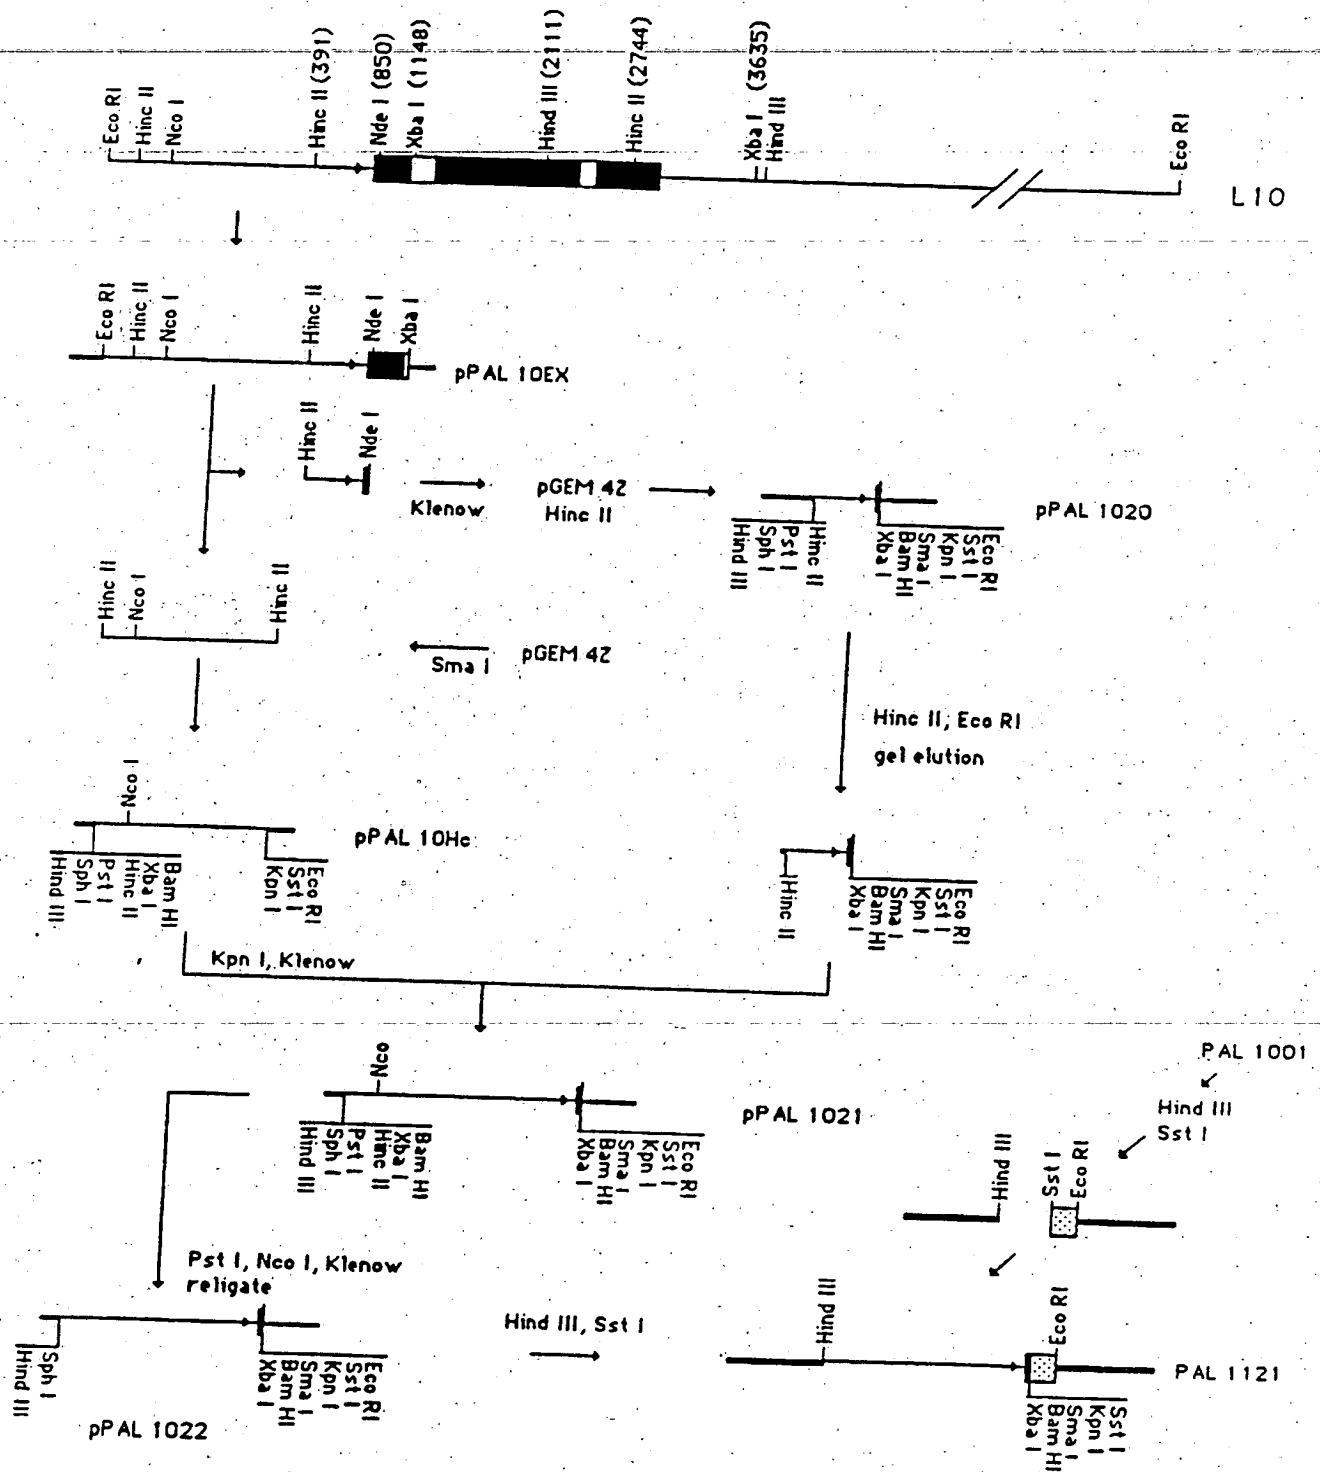 Eco RI
Hinc II
Nco I
Hinc II (391)
Nde I (850)
Xba I (1148)
Hind III (2111)
Hinc II (2744)
Xba I (3635)
Hind III
Eco RI
L10
Eco RI
Hinc II
Nco I
Hinc II
Nde I
Xba I
pPAL 10EX
Hinc II
Nde I
Klenow
pGEM 4Z
Hinc II
pPAL 1020
Hind III
Sph I
Pst I
Hinc II
Xba I
Bam HI
Sma I
Kpn I
Sst I
Eco RI
Hinc II
Nco I
Hinc II
Sma I
pGEM 4Z
Hinc II, Eco RI
gel elution
Nco I
pPAL 10Hc
Hind III
Sph I
Pst I
Hinc II
Xba I
Bam HI
Kpn I
Sst I
Eco RI
Hinc II
Xba I
Bam HI
Sma I
Kpn I
Sst I
Eco RI
Kpn I, Klenow
Nco
pPAL 1021
Hind III
Sph I
Pst I
Hinc II
Xba I
Bam HI
Xba I
Bam HI
Sma I
Kpn I
Sst I
Eco RI
PAL 1001
Hind III
Sst I
Hind III
Sst I
Eco RI
Pst I, Nco I, Klenow
religate
Hind III
Sph I
Xba I
Bam HI
Sma I
Kpn I
Sst I
Eco RI
pPAL 1022
Hind III, Sst I
Hind III
Eco RI
PAL 1121
Xba I
Bam HI
Sma I
Kpn I
Sst I